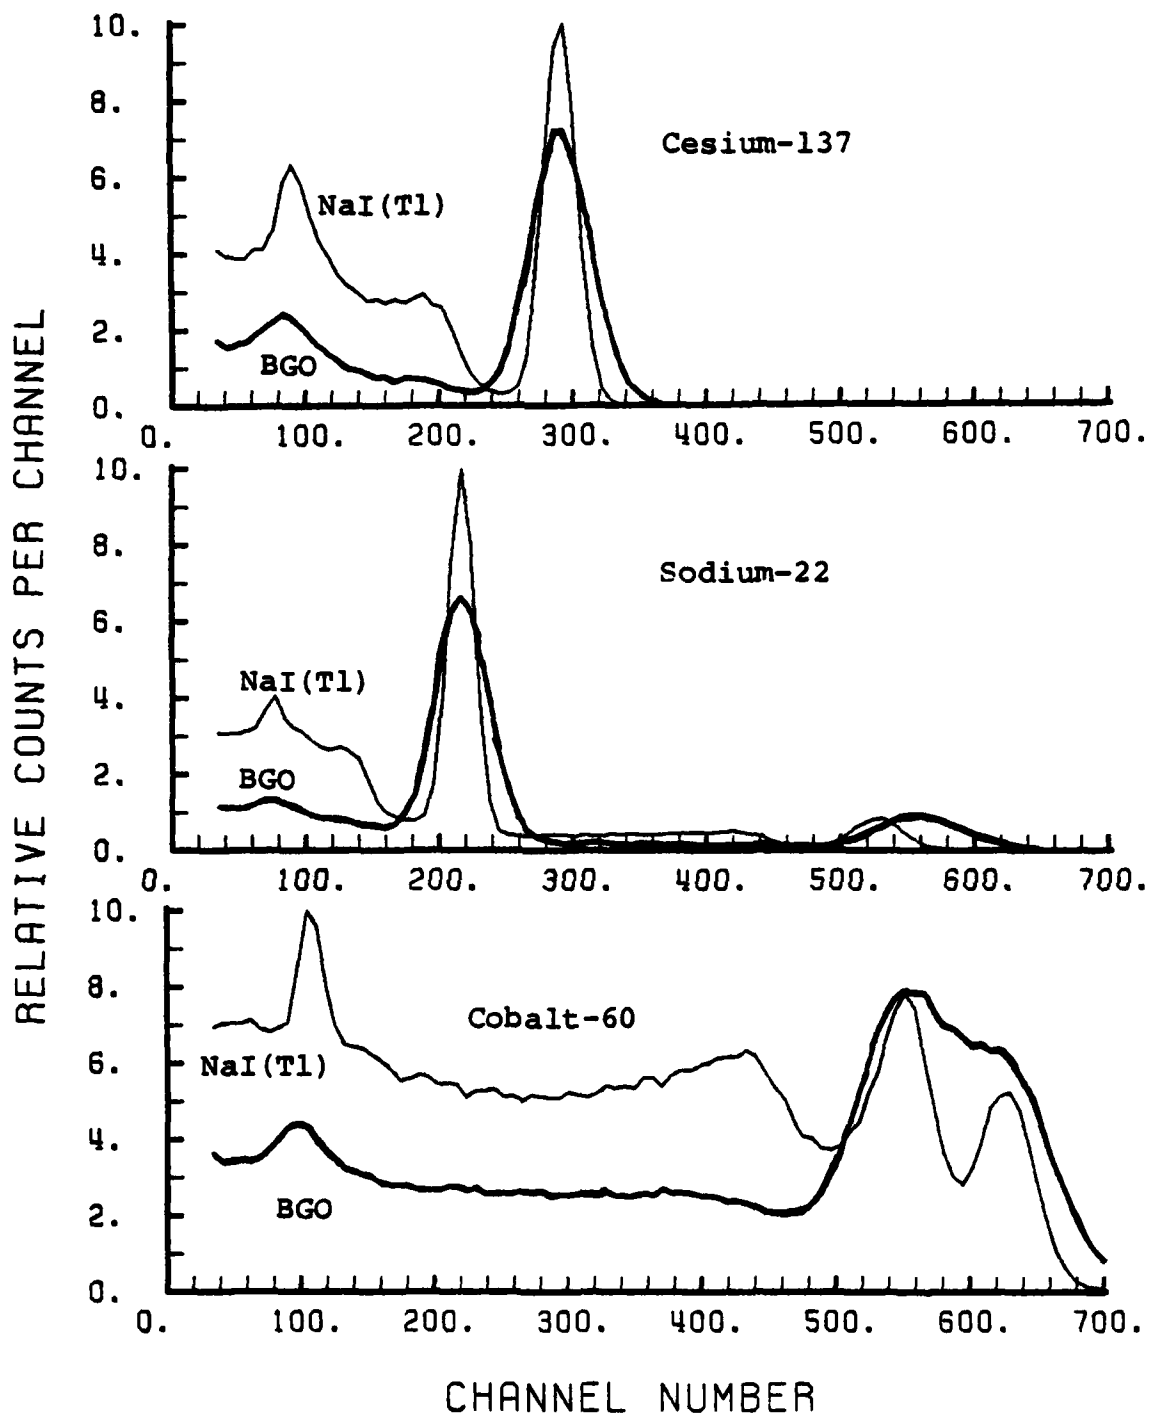 RELATIVE COUNTS PER CHANNEL
10.
8.
6.
4.
2.
0.
Cesium-137
NaI(Tl)
BGO
0. 100. 200. 300. 400. 500. 600. 700.
10.
8.
6.
4.
2.
0.
Sodium-22
NaI(Tl)
BGO
0. 100. 200. 300. 400. 500. 600. 700.
10.
8.
6.
4.
2.
0.
Cobalt-60
NaI(Tl)
BGO
0. 100. 200. 300. 400. 500. 600. 700.
CHANNEL NUMBER